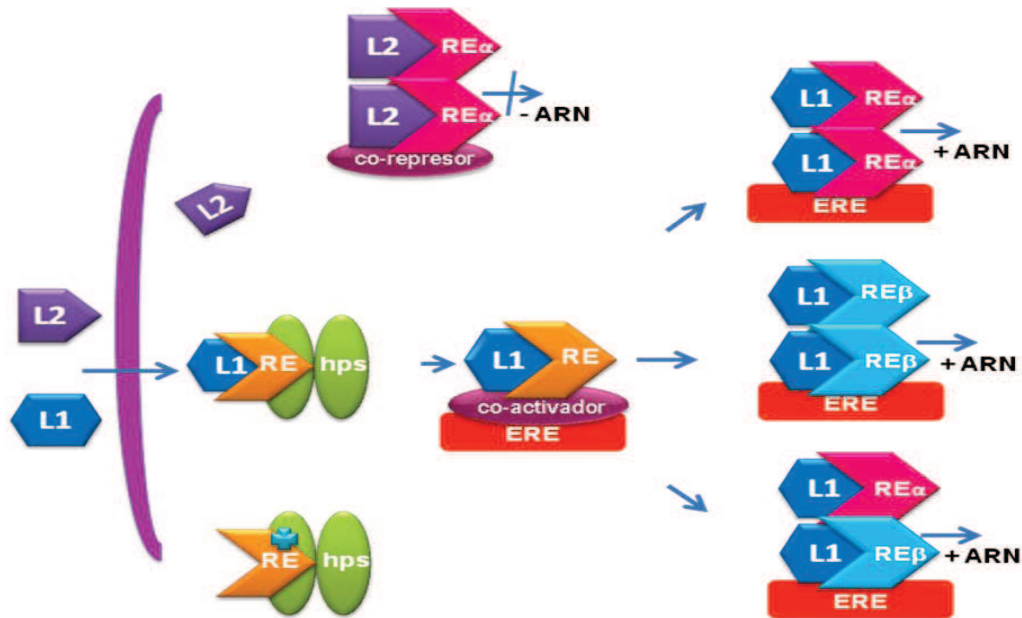 L2 REα
L2 REα
- ARN
co-represor
L2
L2
L1
L1 RE hps
RE hps
L1 RE
co-activador
ERE
L1 REα
L1 REα
+ ARN
ERE
L1 REβ
L1 REβ
+ ARN
ERE
L1 REα
L1 REβ
+ ARN
ERE